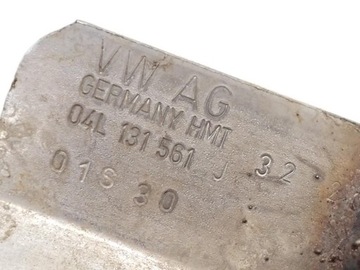 VW AG
GERMANY HMT
04L 131 561 J 32
01S 30